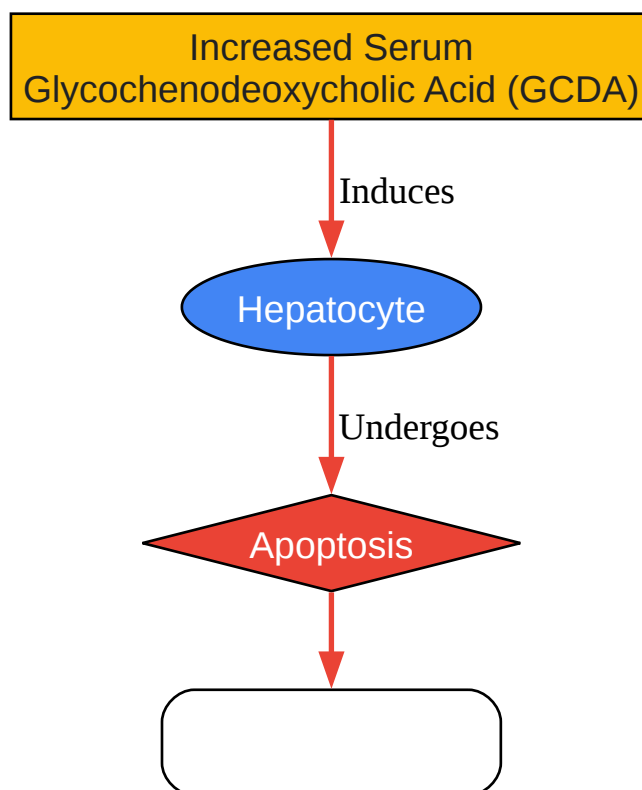 Increased Serum
Glycochenodeoxycholic Acid (GCDA)
Induces
Hepatocyte
Undergoes
Apoptosis